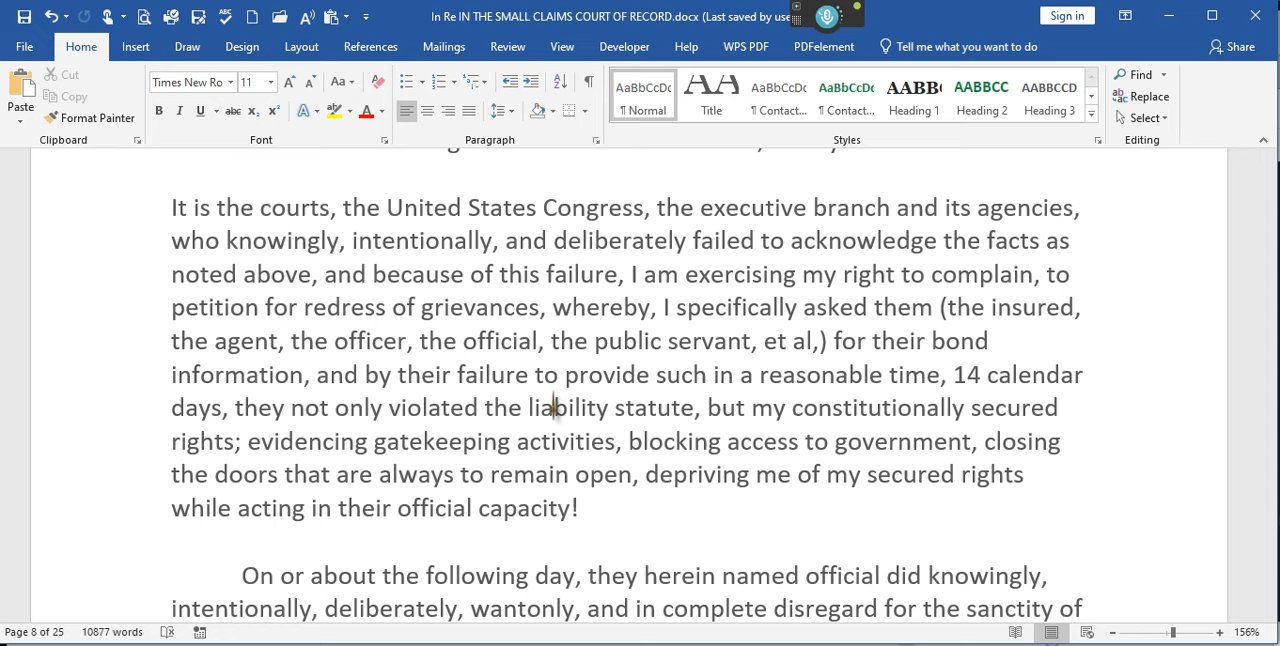 In Re IN THE SMALL CLAIMS COURT OF RECORD.docx (Last saved by use
Sign in
File Home Insert Draw Design Layout References Mailings Review View Developer Help WPS PDF PDFelement Tell me what you want to do Share
Paste
Cut
Copy
Format Painter
Clipboard
Times New Ro 11
Font
Paragraph
AaBbCcDc ¶ Normal
AA Title
AaBbCcDc ¶ Contact...
AaBbCcDc ¶ Contact...
AABB( Heading 1
AABBCC Heading 2
AABBCCD Heading 3
Styles
Find
Replace
Select
Editing
It is the courts, the United States Congress, the executive branch and its agencies,
who knowingly, intentionally, and deliberately failed to acknowledge the facts as
noted above, and because of this failure, I am exercising my right to complain, to
petition for redress of grievances, whereby, I specifically asked them (the insured,
the agent, the officer, the official, the public servant, et al,) for their bond
information, and by their failure to provide such in a reasonable time, 14 calendar
days, they not only violated the liability statute, but my constitutionally secured
rights; evidencing gatekeeping activities, blocking access to government, closing
the doors that are always to remain open, depriving me of my secured rights
while acting in their official capacity!
On or about the following day, they herein named official did knowingly,
intentionally, deliberately, wantonly, and in complete disregard for the sanctity of
Page 8 of 25 10877 words 156%